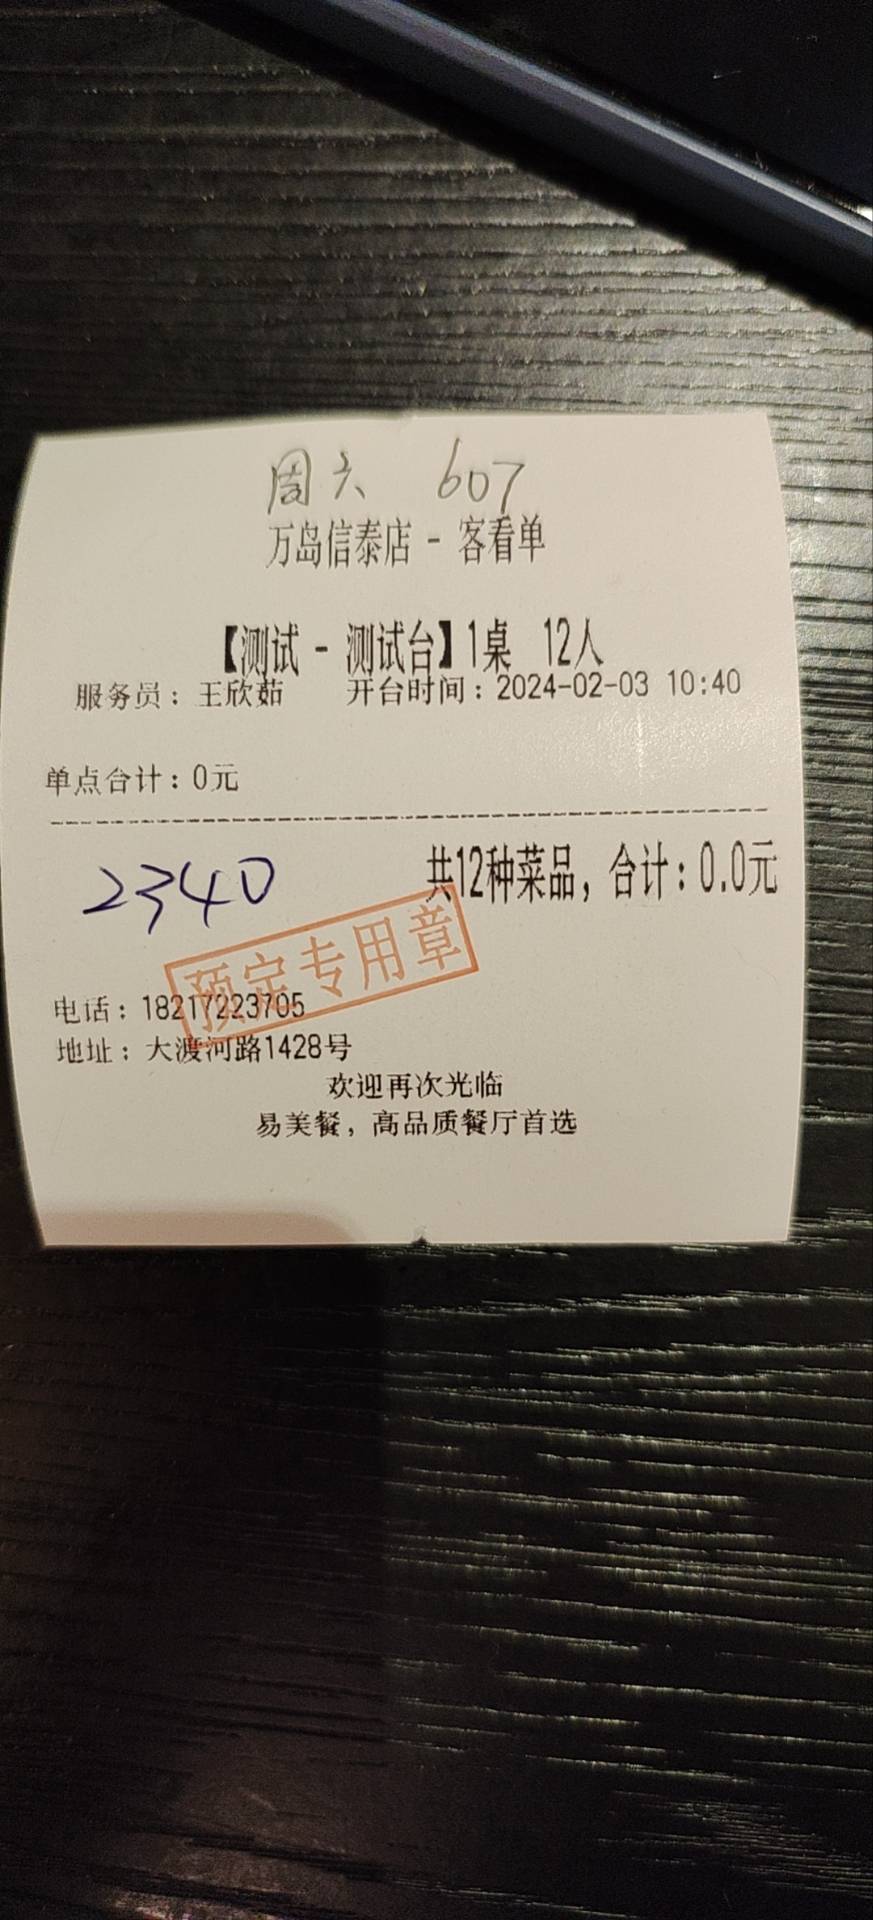 周六 607
万岛信泰店 - 客看单
【测试 - 测试台】1桌 12人
服务员：王欣茹 开台时间：2024-02-03 10:40
单点合计：0元
2340 共12种菜品，合计：0.0元
预定专用章
电话：18217223705
地址：大渡河路1428号
欢迎再次光临
易美餐，高品质餐厅首选